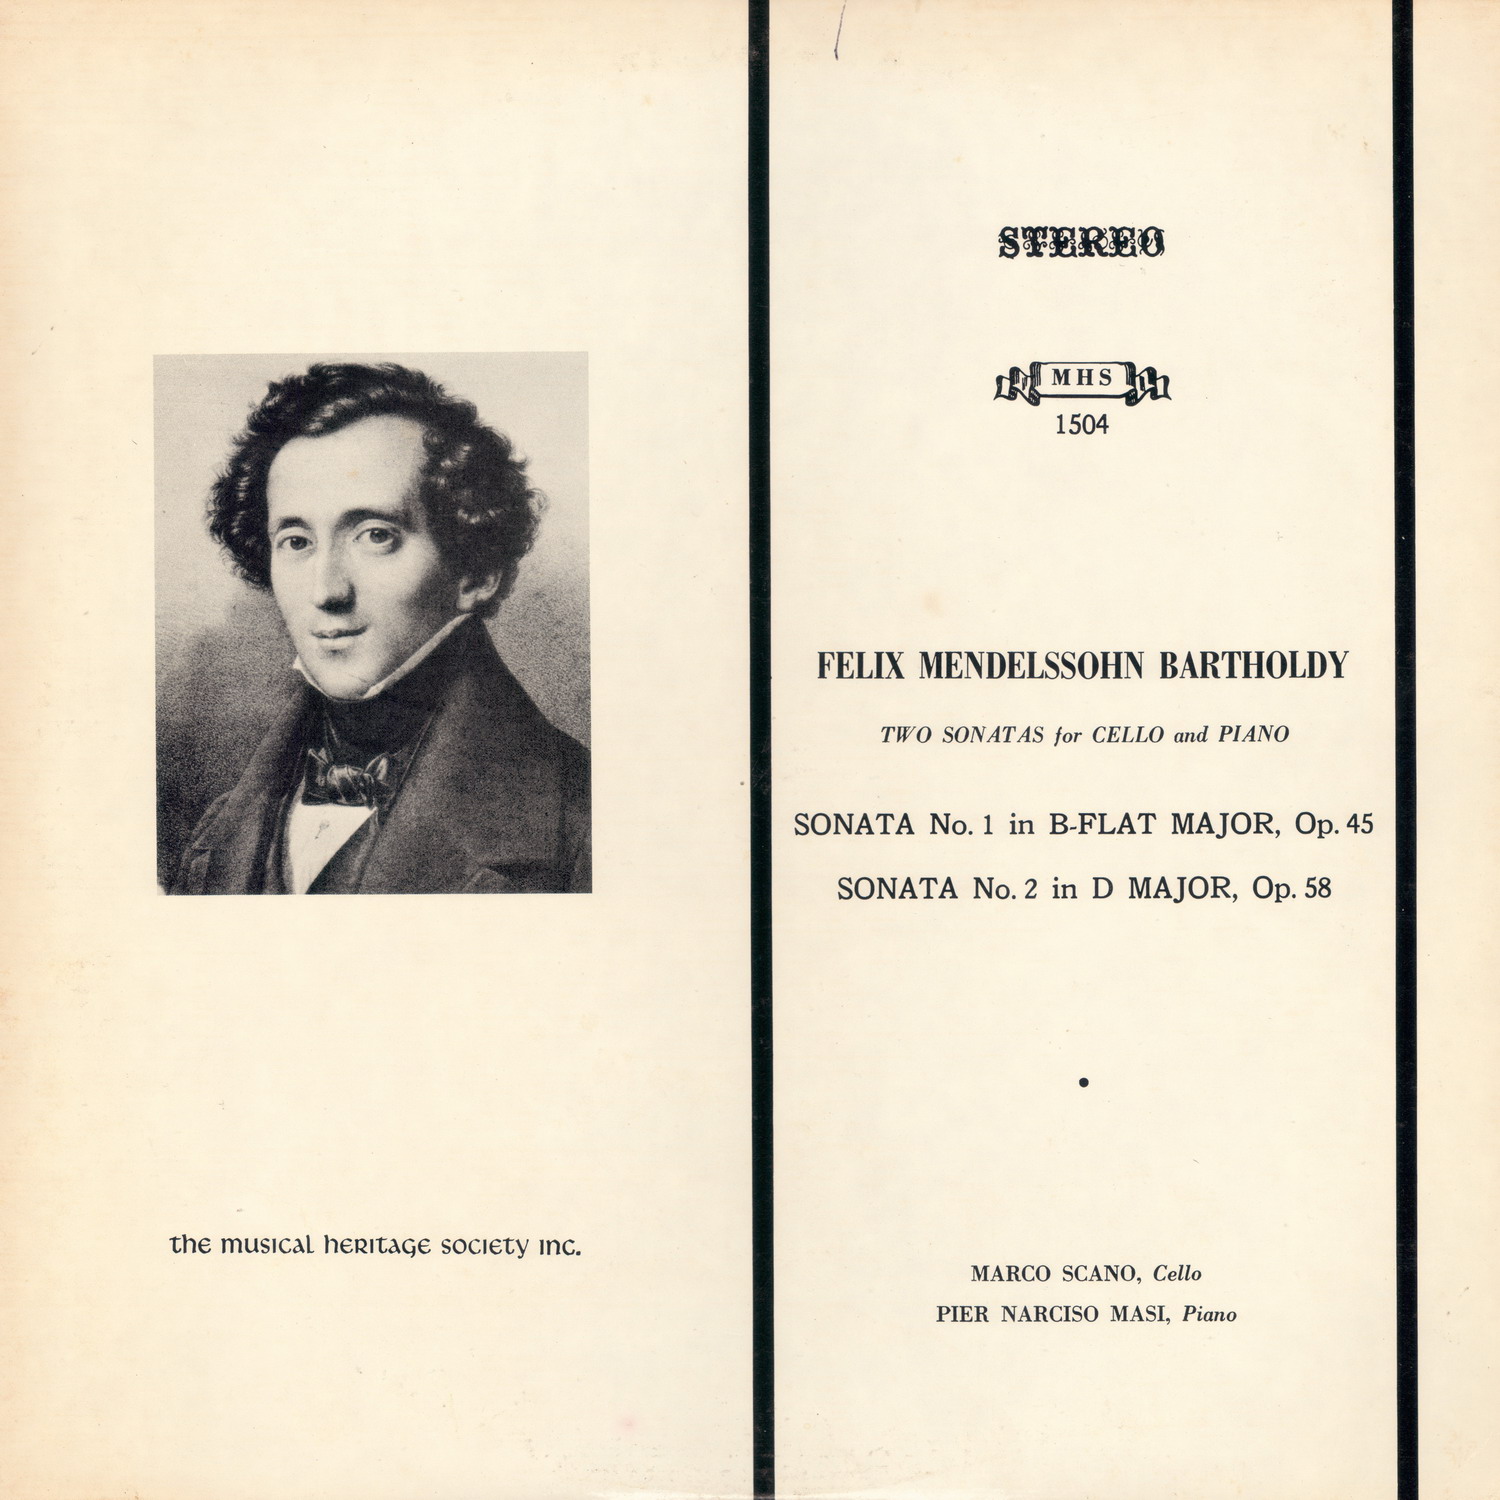 STEREO
MHS
1504
FELIX MENDELSSOHN BARTHOLDY
TWO SONATAS for CELLO and PIANO
SONATA No. 1 in B-FLAT MAJOR, Op. 45
SONATA No. 2 in D MAJOR, Op. 58
•
the musical heritage society inc.
MARCO SCANO, Cello
PIER NARCISO MASI, Piano